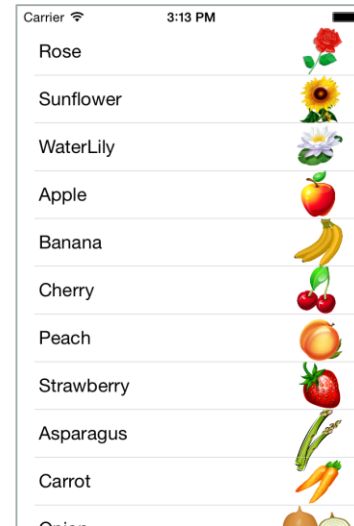 Carrier 3:13 PM
Rose
Sunflower
WaterLily
Apple
Banana
Cherry
Peach
Strawberry
Asparagus
Carrot